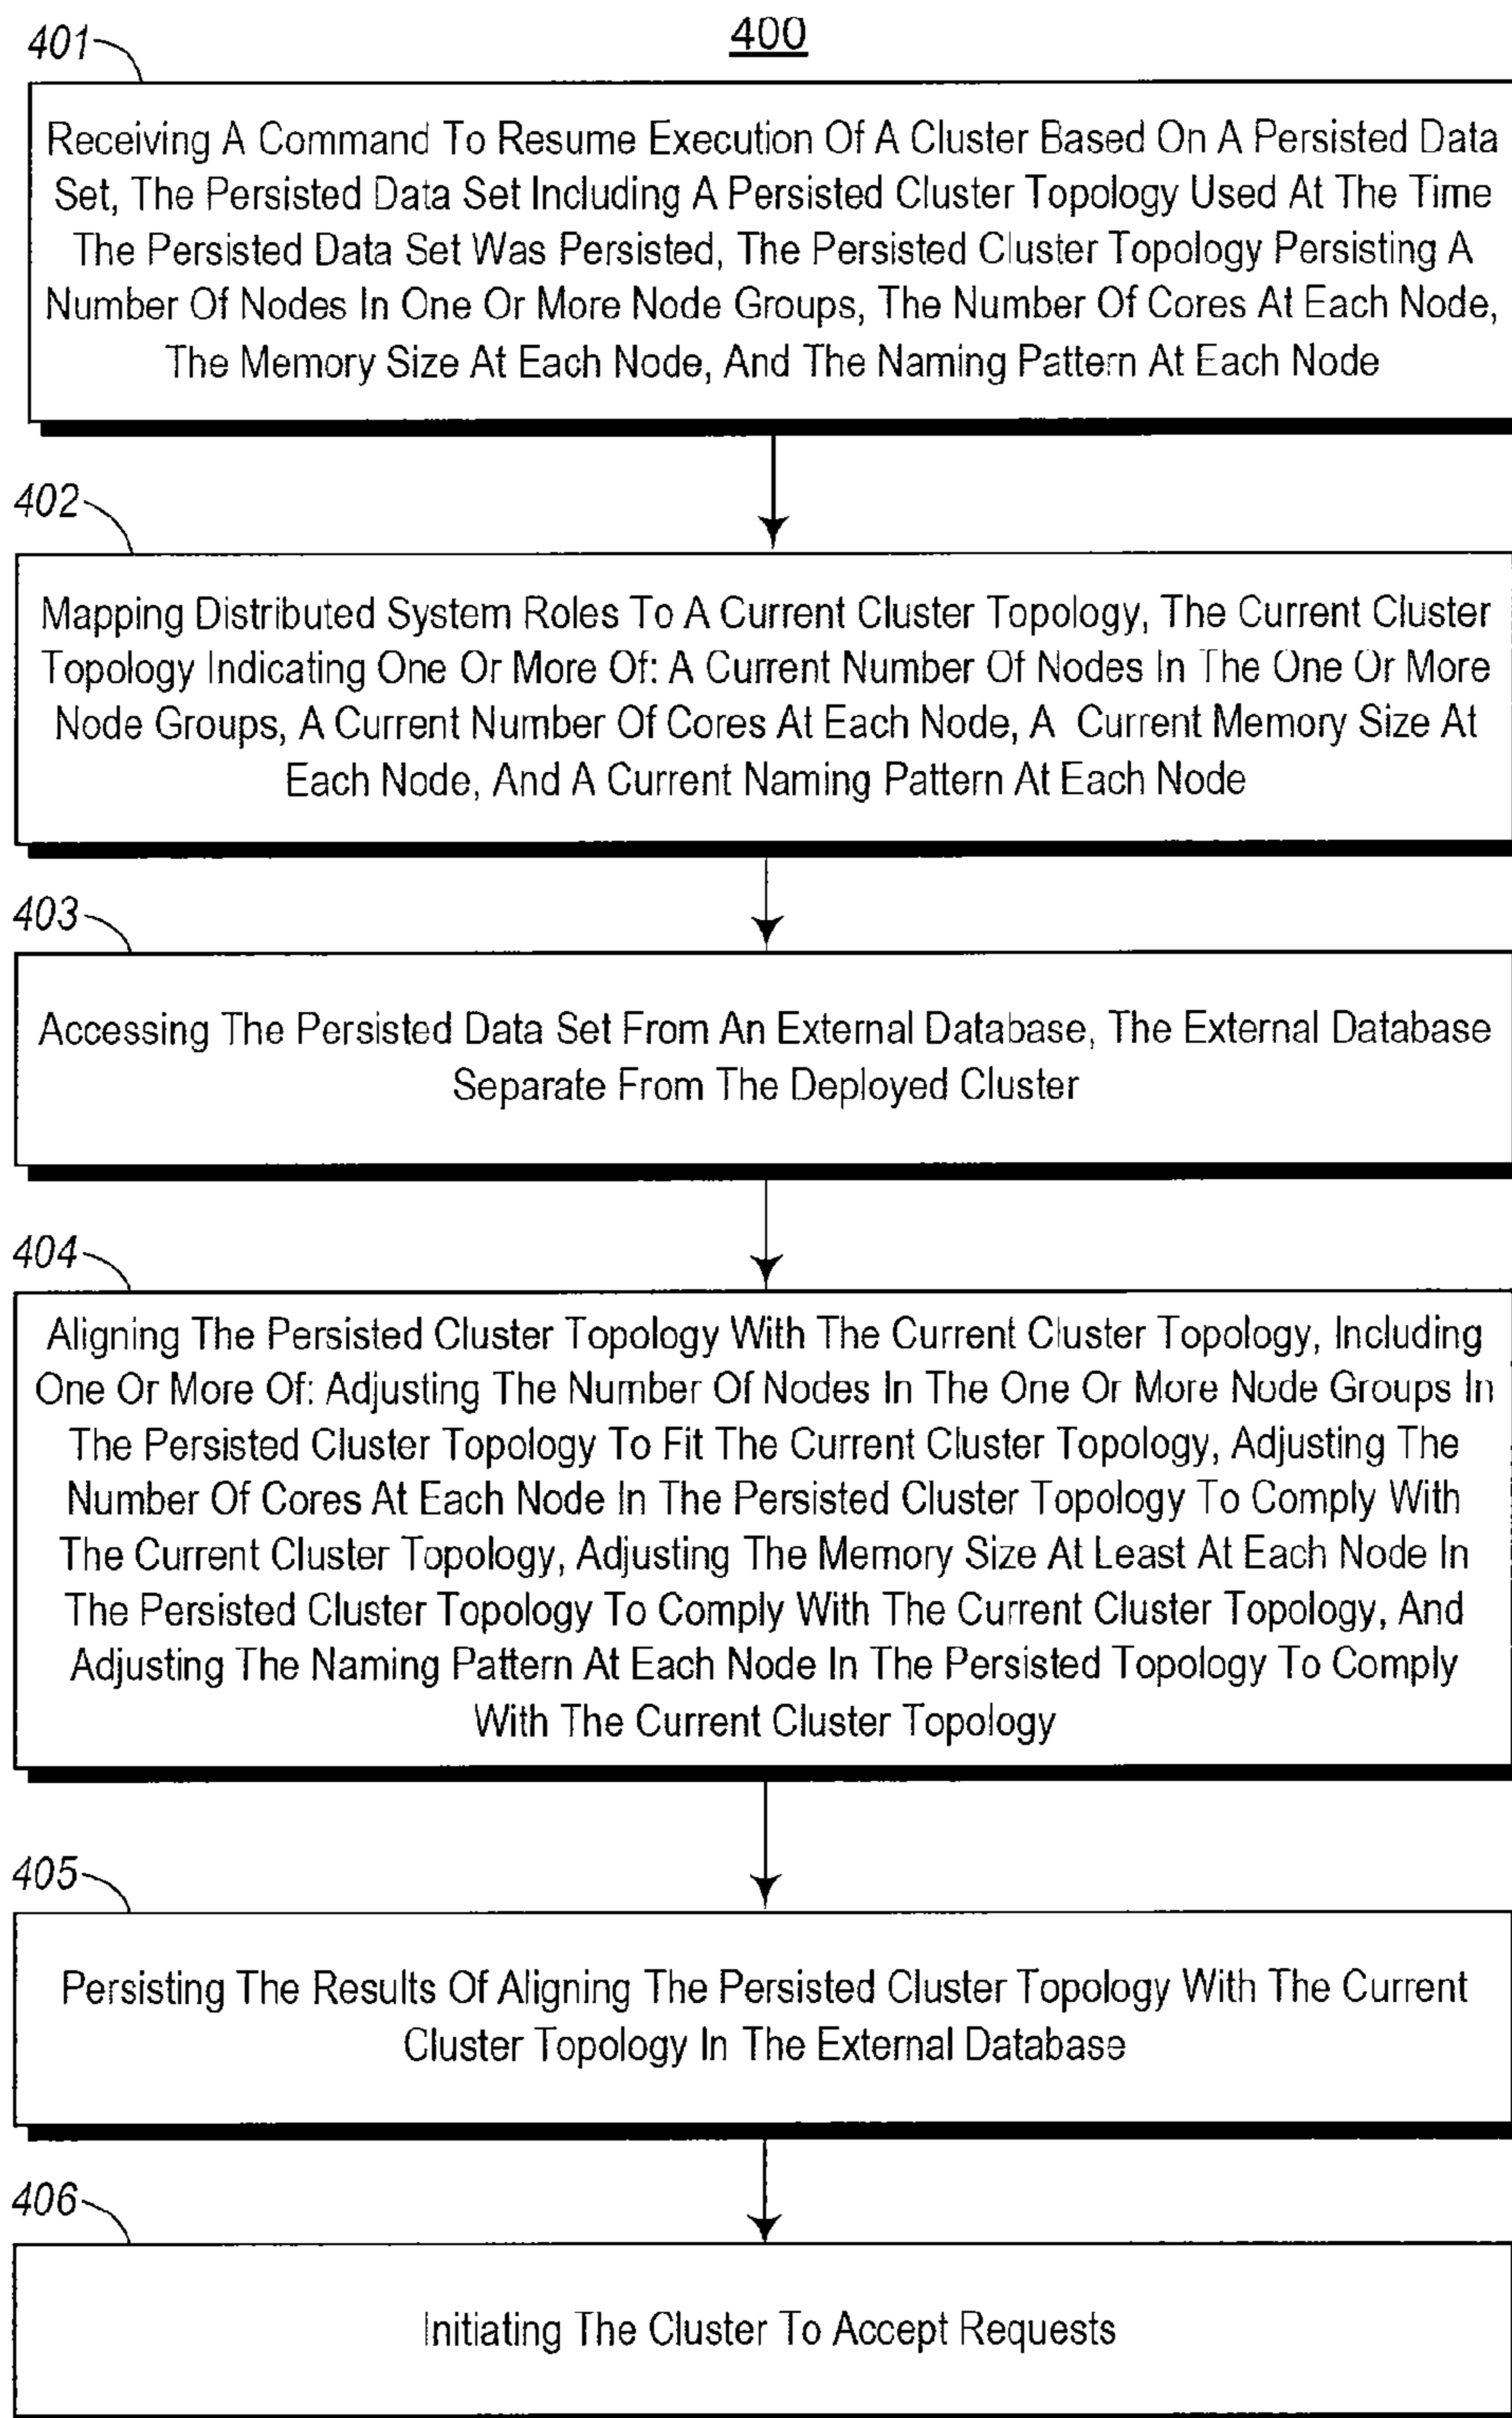 400
401
Receiving A Command To Resume Execution Of A Cluster Based On A Persisted Data
Set, The Persisted Data Set Including A Persisted Cluster Topology Used At The Time
The Persisted Data Set Was Persisted, The Persisted Cluster Topology Persisting A
Number Of Nodes In One Or More Node Groups, The Number Of Cores At Each Node,
The Memory Size At Each Node, And The Naming Pattern At Each Node
402
Mapping Distributed System Roles To A Current Cluster Topology, The Current Cluster
Topology Indicating One Or More Of: A Current Number Of Nodes In The One Or More
Node Groups, A Current Number Of Cores At Each Node, A Current Memory Size At
Each Node, And A Current Naming Pattern At Each Node
403
Accessing The Persisted Data Set From An External Database, The External Database
Separate From The Deployed Cluster
404
Aligning The Persisted Cluster Topology With The Current Cluster Topology, Including
One Or More Of: Adjusting The Number Of Nodes In The One Or More Node Groups In
The Persisted Cluster Topology To Fit The Current Cluster Topology, Adjusting The
Number Of Cores At Each Node In The Persisted Cluster Topology To Comply With
The Current Cluster Topology, Adjusting The Memory Size At Least At Each Node In
The Persisted Cluster Topology To Comply With The Current Cluster Topology, And
Adjusting The Naming Pattern At Each Node In The Persisted Topology To Comply
With The Current Cluster Topology
405
Persisting The Results Of Aligning The Persisted Cluster Topology With The Current
Cluster Topology In The External Database
406
Initiating The Cluster To Accept Requests